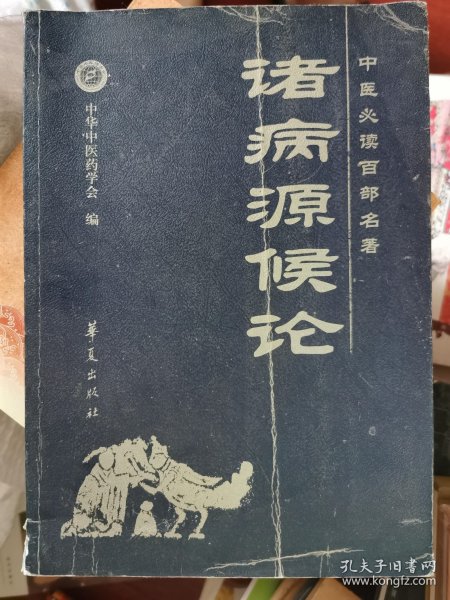 中医必读百部名著
诸病源候论
中华中医药学会 编
華夏出版社
孔夫子旧书网
www.kongfz.com